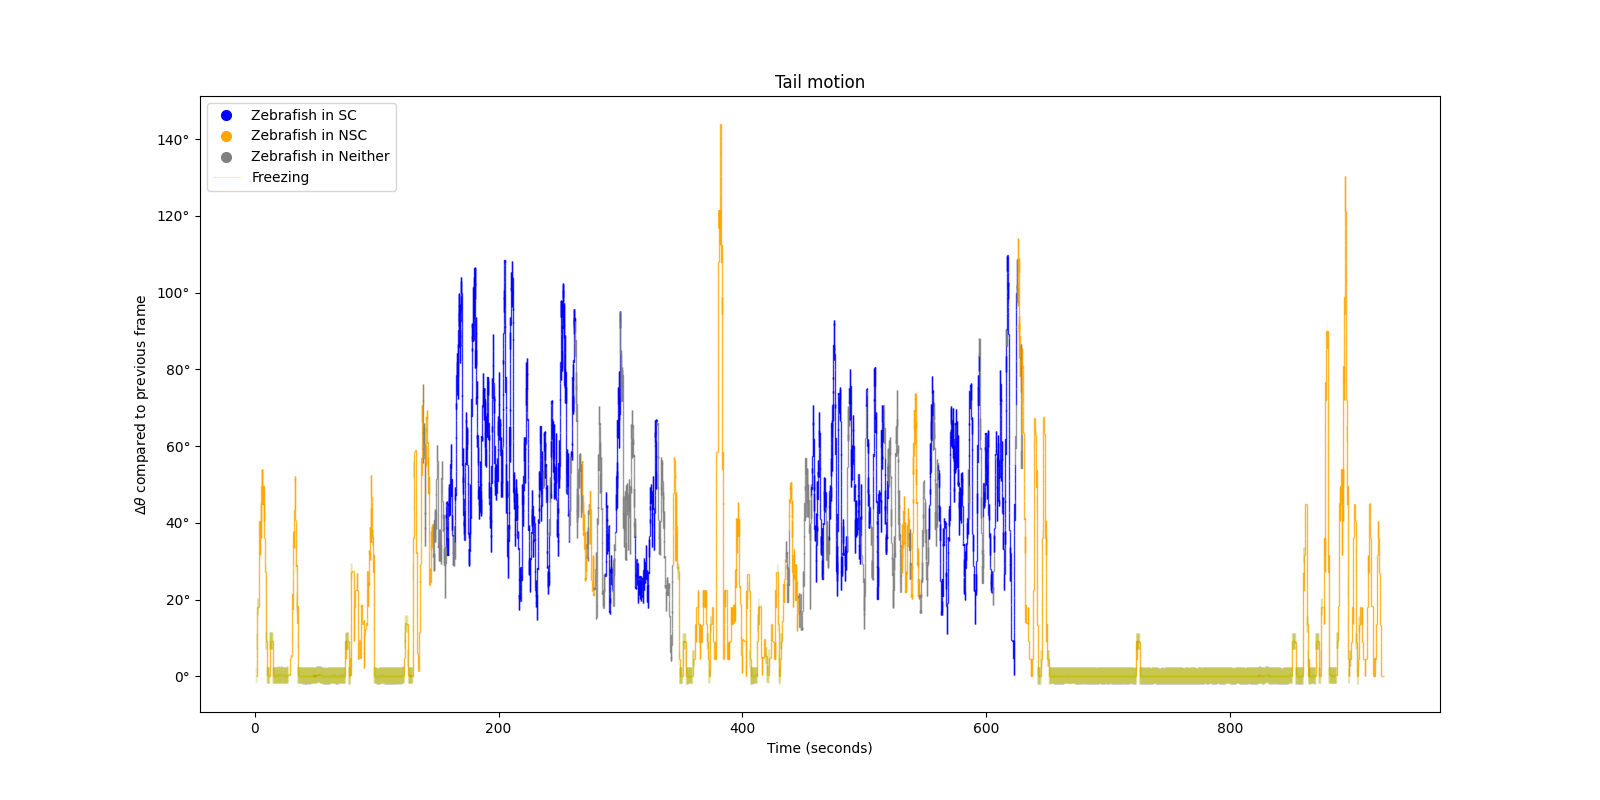 Tail motion
Zebrafish in SC
Zebrafish in NSC
Zebrafish in Neither
Freezing
140°
120°
100°
80°
60°
40°
20°
0°
Δθ compared to previous frame
0 200 400 600 800
Time (seconds)